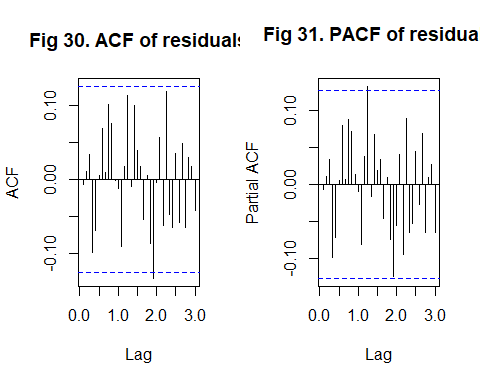 Fig 30. ACF of residuals
Fig 31. PACF of residua
ACF
-0.10
0.00
0.10
0.0
1.0
2.0
3.0
Lag
Partial ACF
-0.10
0.00
0.10
0.0
1.0
2.0
3.0
Lag